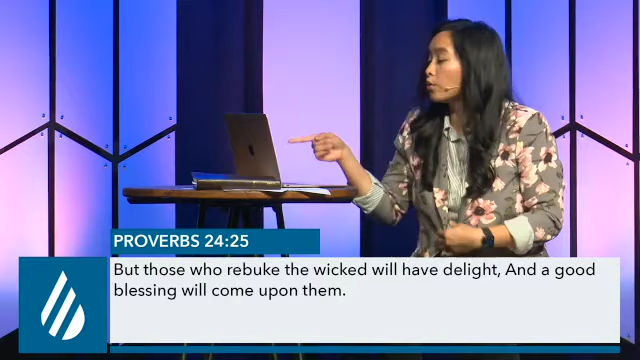 PROVERBS 24:25
But those who rebuke the wicked will have delight, And a good
blessing will come upon them.